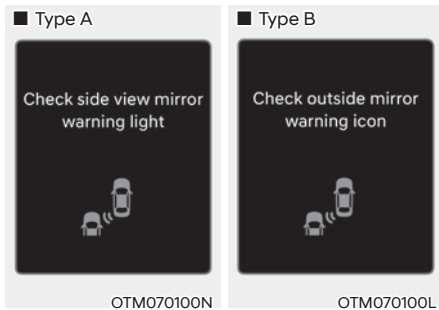 ■ Type A
Check side view mirror
warning light
OTM070100N
■ Type B
Check outside mirror
warning icon
OTM070100L